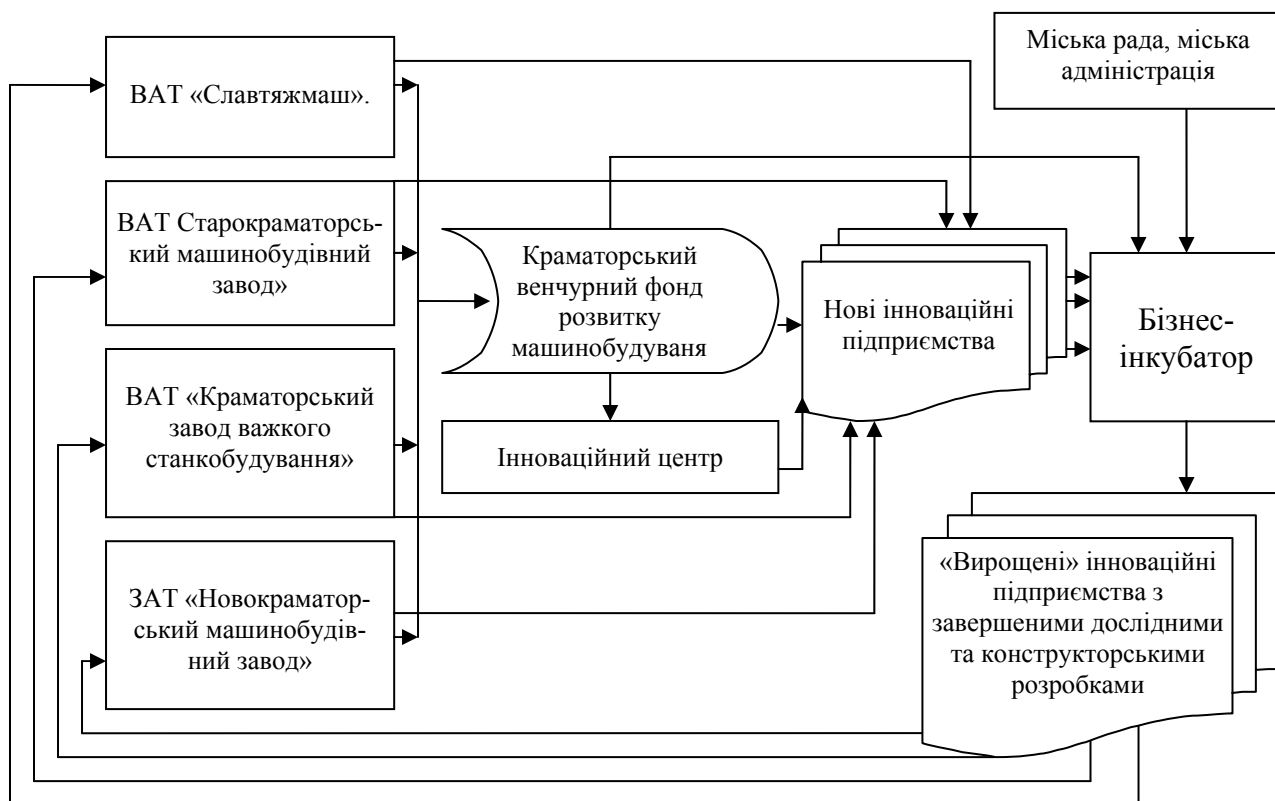 Міська рада, міська
адміністрація
ВАТ «Славтяжмаш».
ВАТ Старокраматорсь-
кий машинобудівний
завод»
Краматорський
венчурний фонд
розвитку
машинобудуваня
Нові інноваційні
підприємства
Бізнес-
інкубатор
ВАТ «Краматорський
завод важкого
станкобудування»
Інноваційний центр
ЗАТ «Новокраматор-
ський машинобудів-
ний завод»
«Вирощені» інноваційні
підприємства з
завершеними дослідними
та конструкторськими
розробками